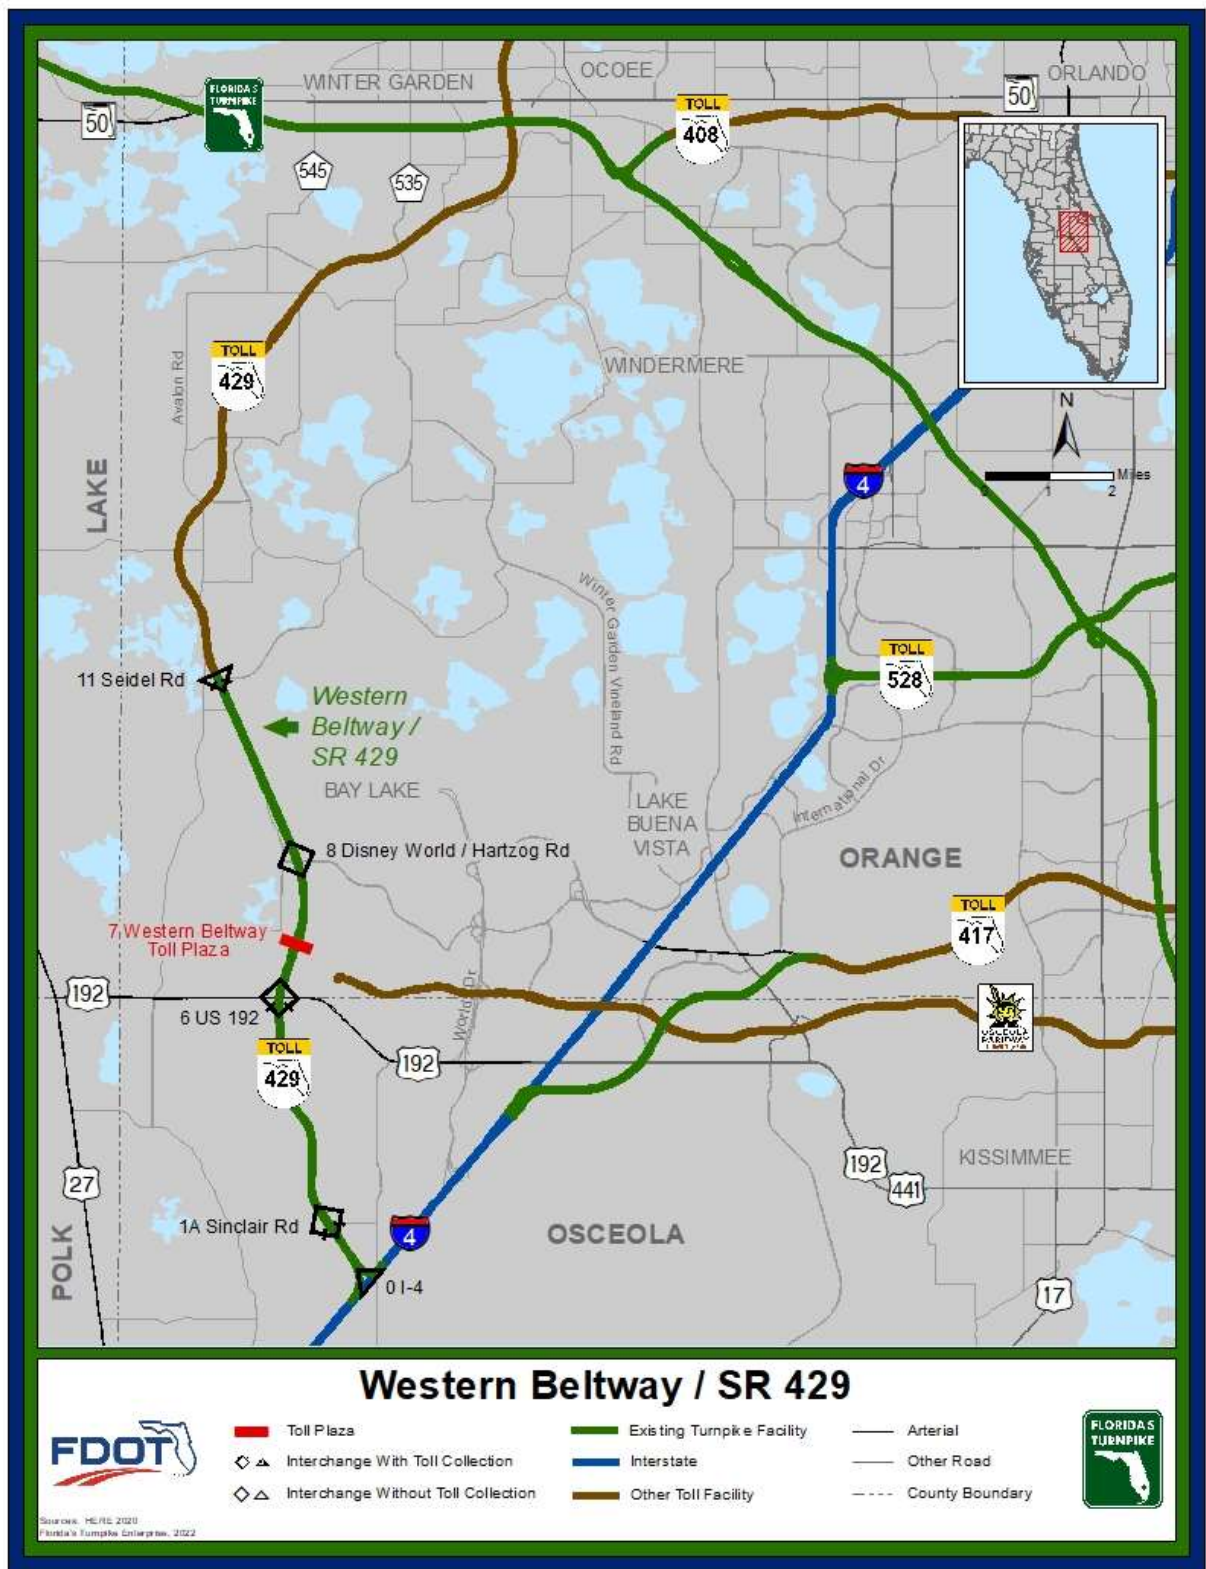 WINTER GARDEN
OCOEE
ORLANDO
50
FLORIDA'S
TURNPIKE
TOLL
408
50
545
535
WINDERMERE
TOLL
429
Avalon Rd
N
4
0 1 2 Miles
LAKE
Winter Garden Vineland Rd
11 Seidel Rd
Western
Beltway /
SR 429
TOLL
528
BAY LAKE
LAKE
BUENA
VISTA
International Dr
8 Disney World / Hartzog Rd
ORANGE
7 Western Beltway
Toll Plaza
TOLL
417
192
6 US 192
World Dr
OSCEOLA
PARKWAY
TOLL
429
192
27
192
441
KISSIMMEE
1A Sinclair Rd
4
OSCEOLA
POLK
0 I-4
17
Western Beltway / SR 429
FDOT
Toll Plaza
Interchange With Toll Collection
Interchange Without Toll Collection
Existing Turnpike Facility
Interstate
Other Toll Facility
Arterial
Other Road
County Boundary
FLORIDA'S
TURNPIKE
Sources: HERE 2020
Florida's Turnpike Enterprise, 2022